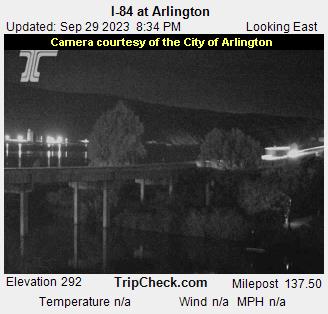 I-84 at Arlington
Updated: Sep 29 2023 8:34 PM Looking East
Camera courtesy of the City of Arlington
Elevation 292 TripCheck.com Milepost 137.50
Temperature n/a Wind n/a MPH n/a